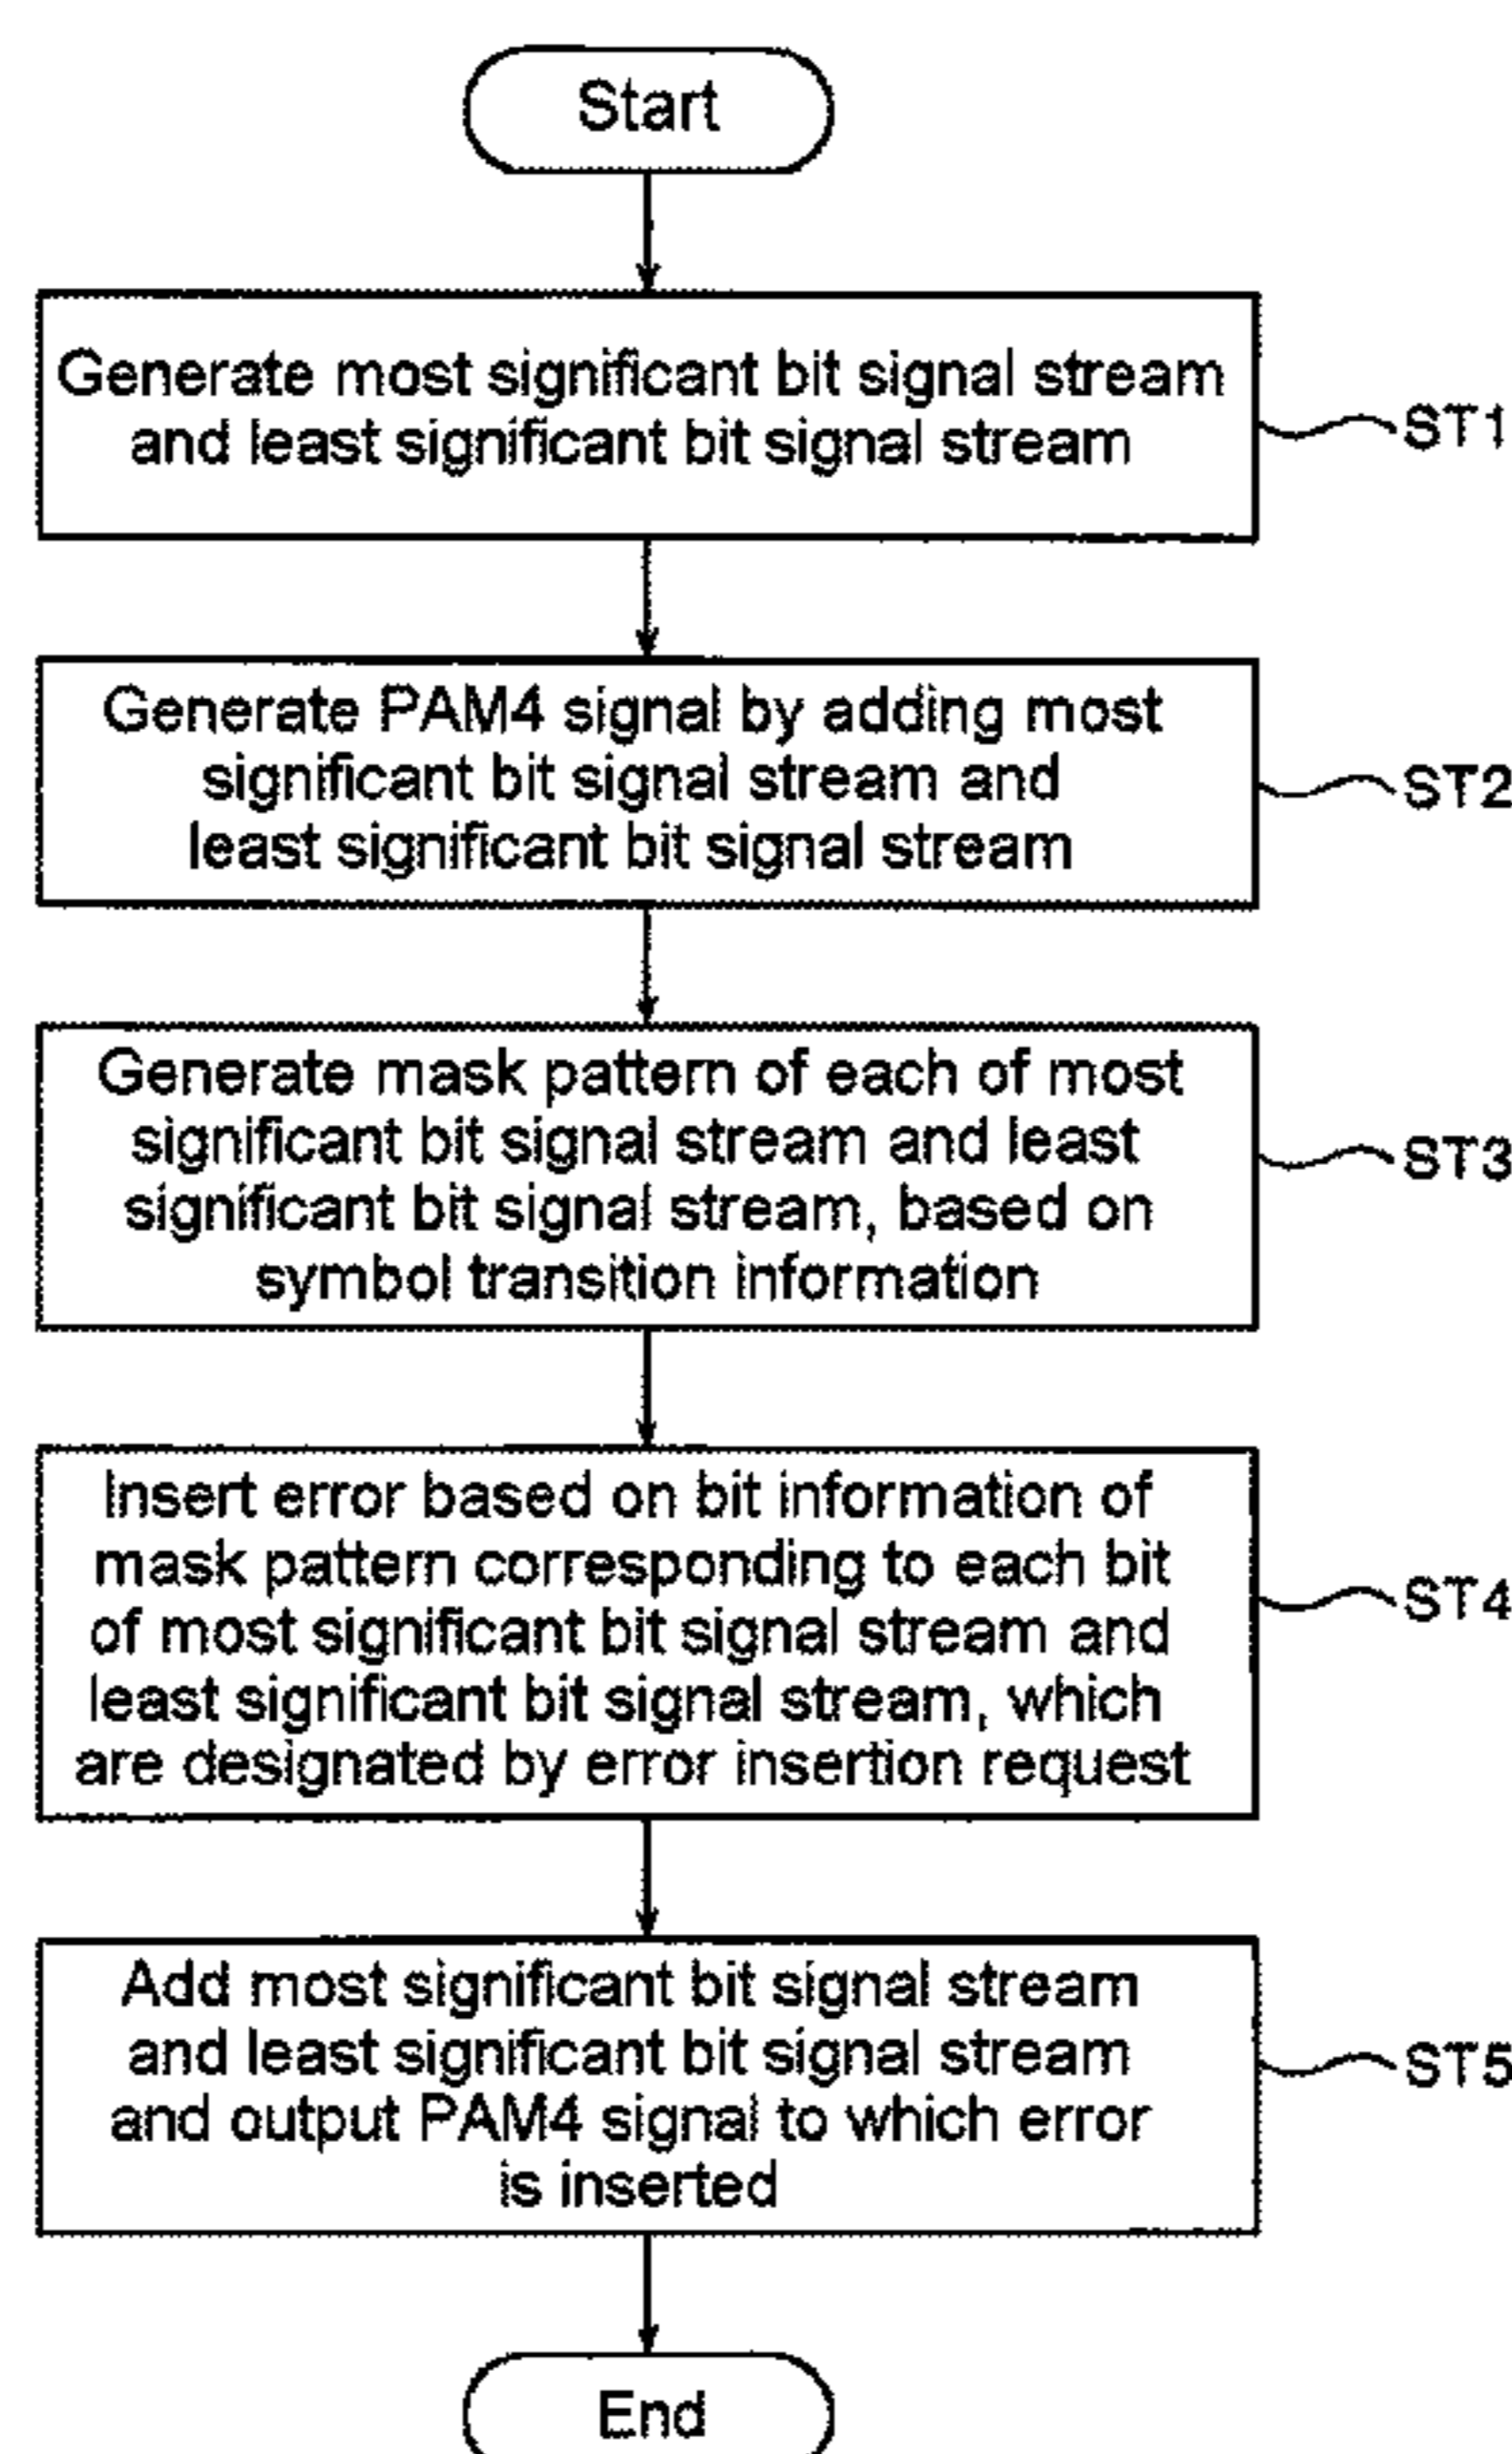 Start
Generate most significant bit signal stream
and least significant bit signal stream
ST1
Generate PAM4 signal by adding most
significant bit signal stream and
least significant bit signal stream
ST2
Generate mask pattern of each of most
significant bit signal stream and least
significant bit signal stream, based on
symbol transition information
ST3
Insert error based on bit information of
mask pattern corresponding to each bit
of most significant bit signal stream and
least significant bit signal stream, which
are designated by error insertion request
ST4
Add most significant bit signal stream
and least significant bit signal stream
and output PAM4 signal to which error
is inserted
ST5
End